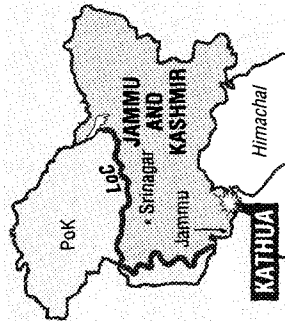 PoK
LoC
Srinagar
JAMMU
AND
KASHMIR
Jammu
Himachal
KATHUA